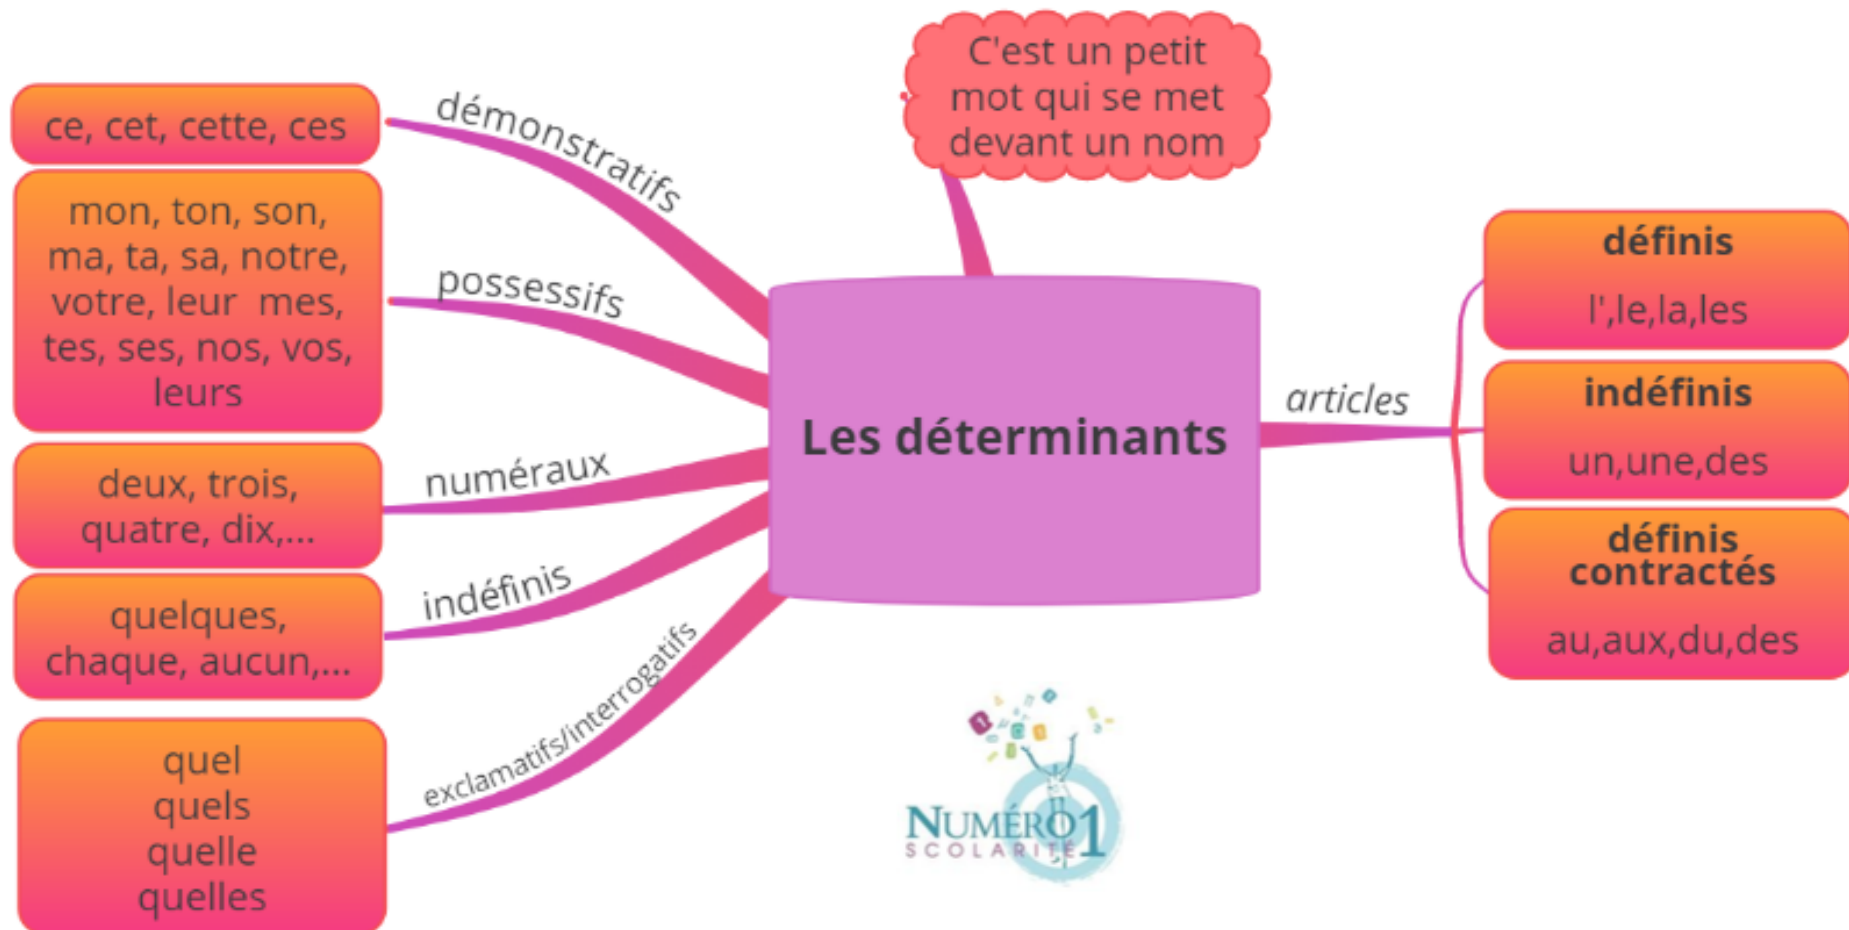 C'est un petit
mot qui se met
devant un nom
démonstratifs
ce, cet, cette, ces
possessifs
mon, ton, son,
ma, ta, sa, notre,
votre, leur  mes,
tes, ses, nos, vos,
leurs
numéraux
deux, trois,
quatre, dix,...
indéfinis
quelques,
chaque, aucun,...
exclamatifs/interrogatifs
quel
quels
quelle
quelles
Les déterminants
articles
définis
l',le,la,les
indéfinis
un,une,des
définis
contractés
au,aux,du,des
NUMÉRO1
SCOLARITÉ